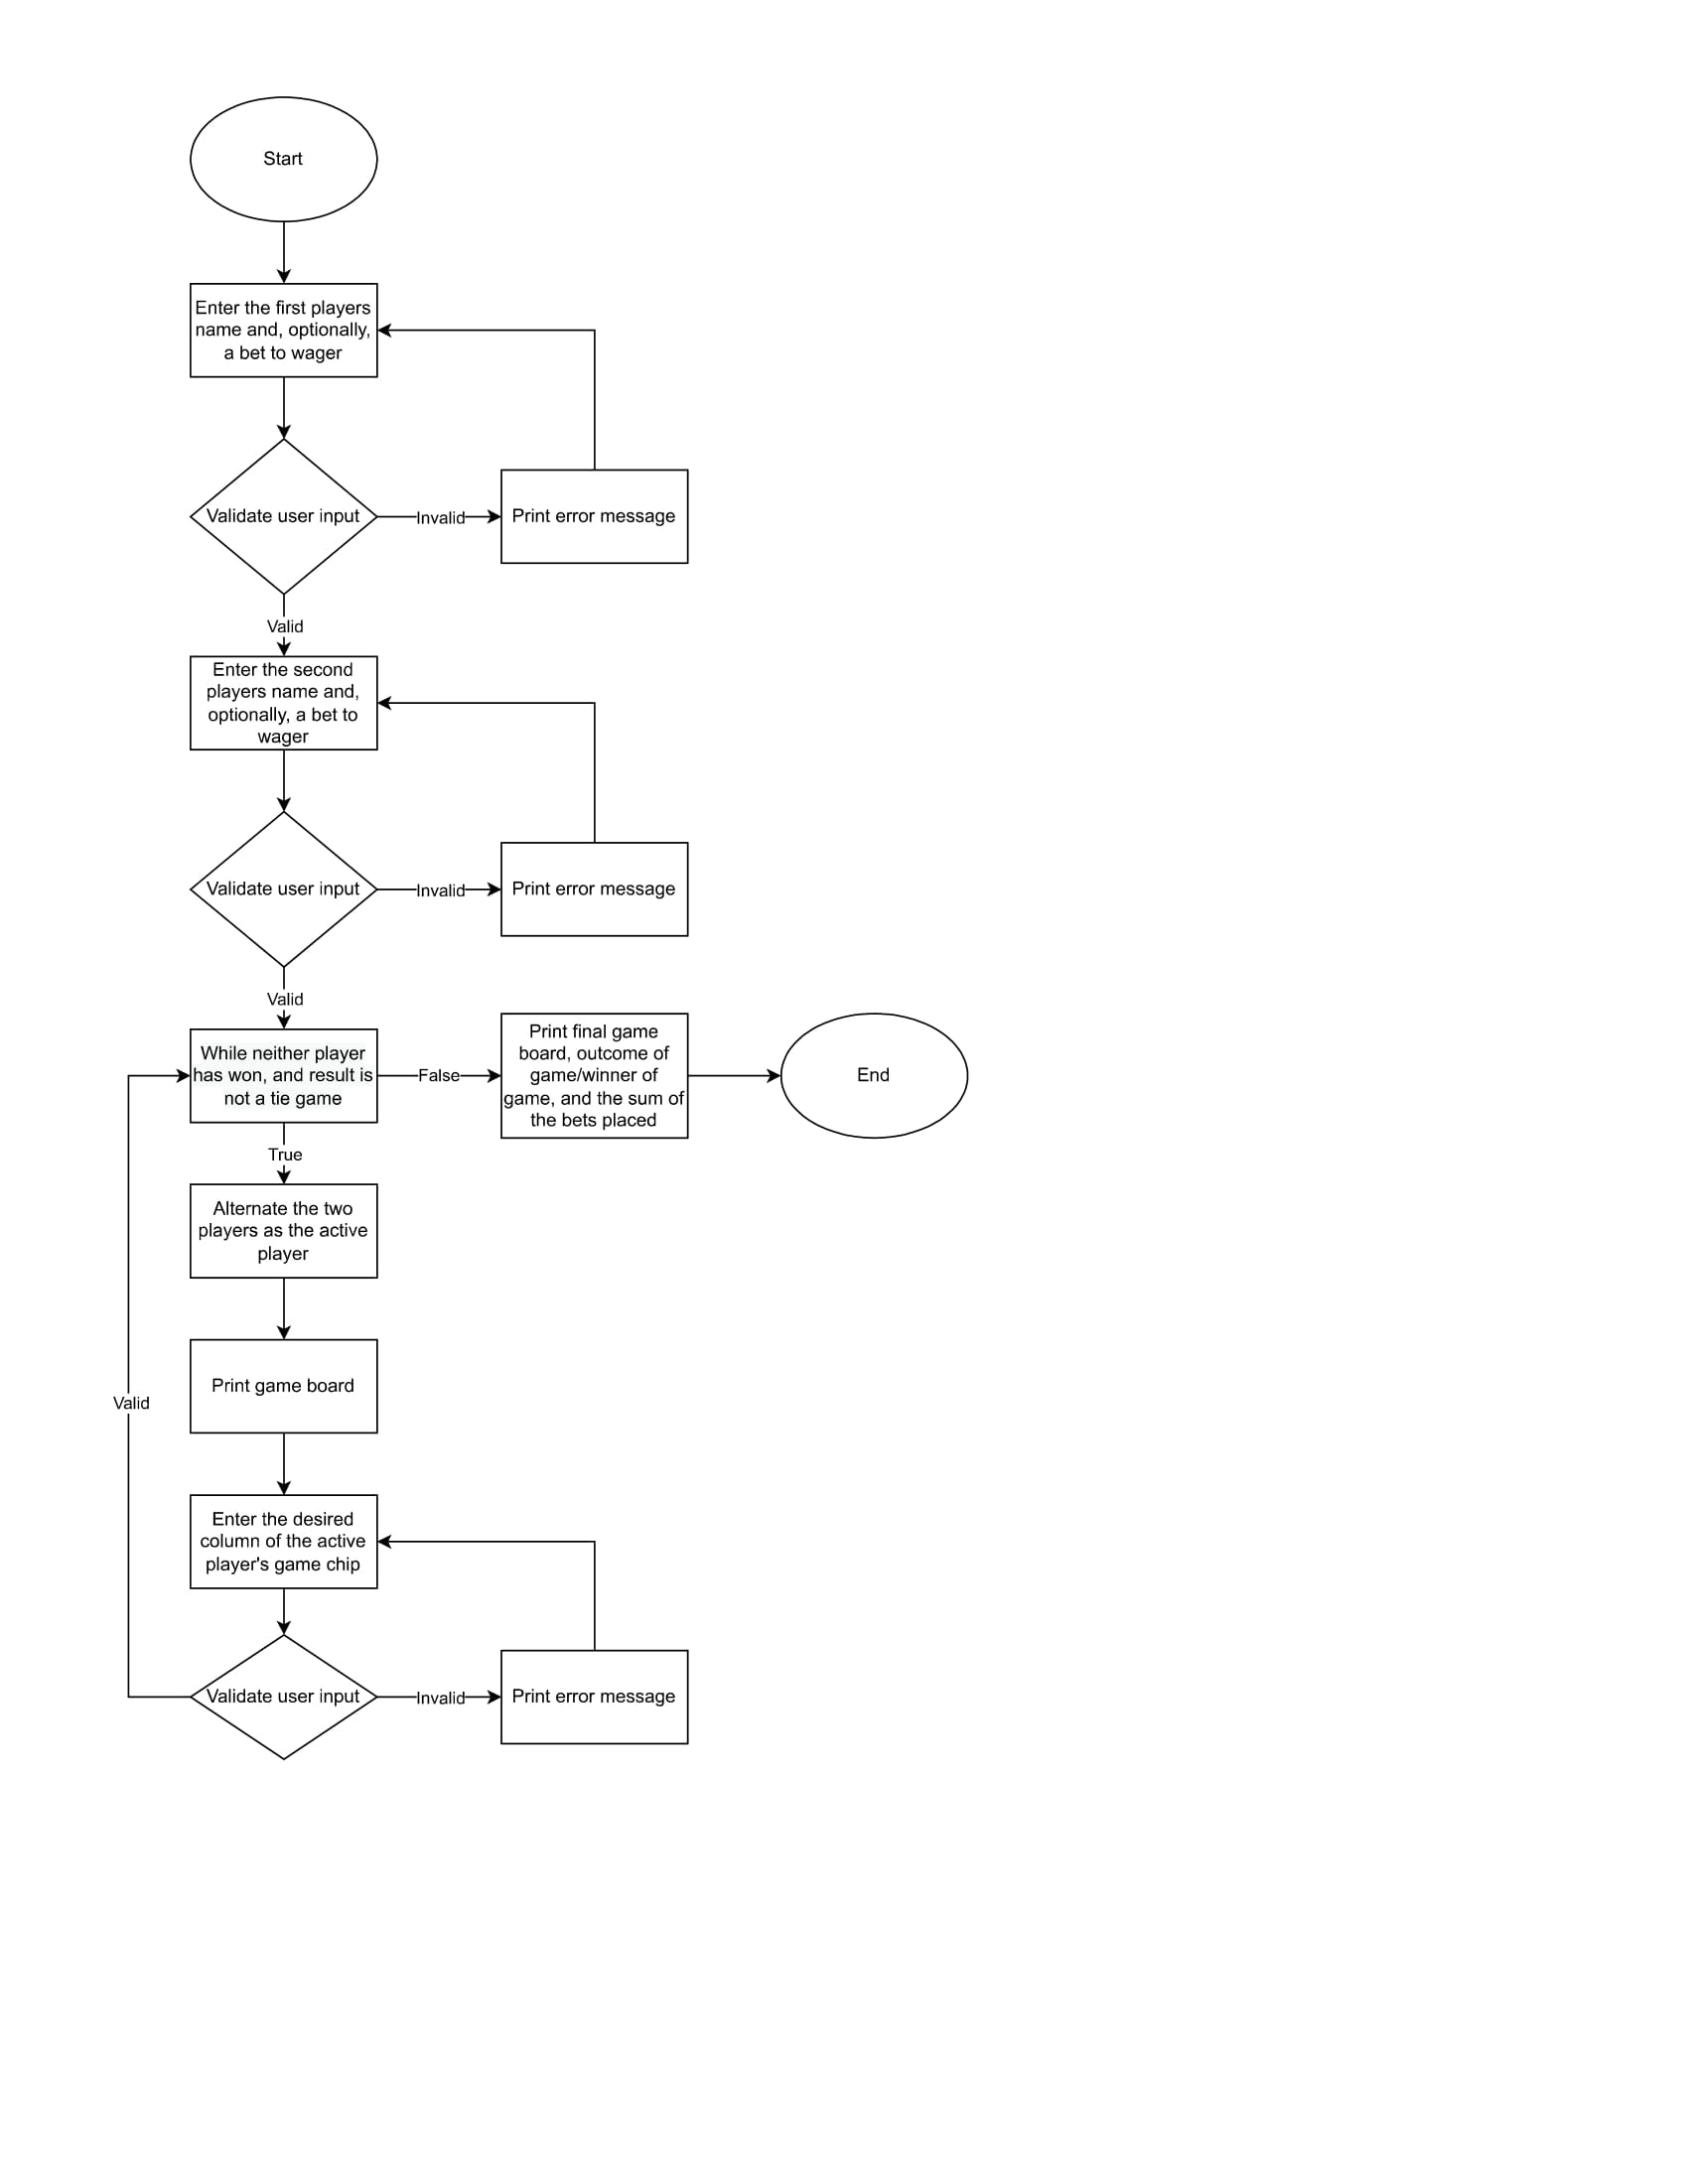 Start
Enter the first players
name and, optionally,
a bet to wager
Validate user input
Invalid
Print error message
Valid
Enter the second
players name and,
optionally, a bet to
wager
Validate user input
Invalid
Print error message
Valid
While neither player
has won, and result is
not a tie game
False
Print final game
board, outcome of
game/winner of
game, and the sum of
the bets placed
End
True
Alternate the two
players as the active
player
Print game board
Valid
Enter the desired
column of the active
player's game chip
Validate user input
Invalid
Print error message